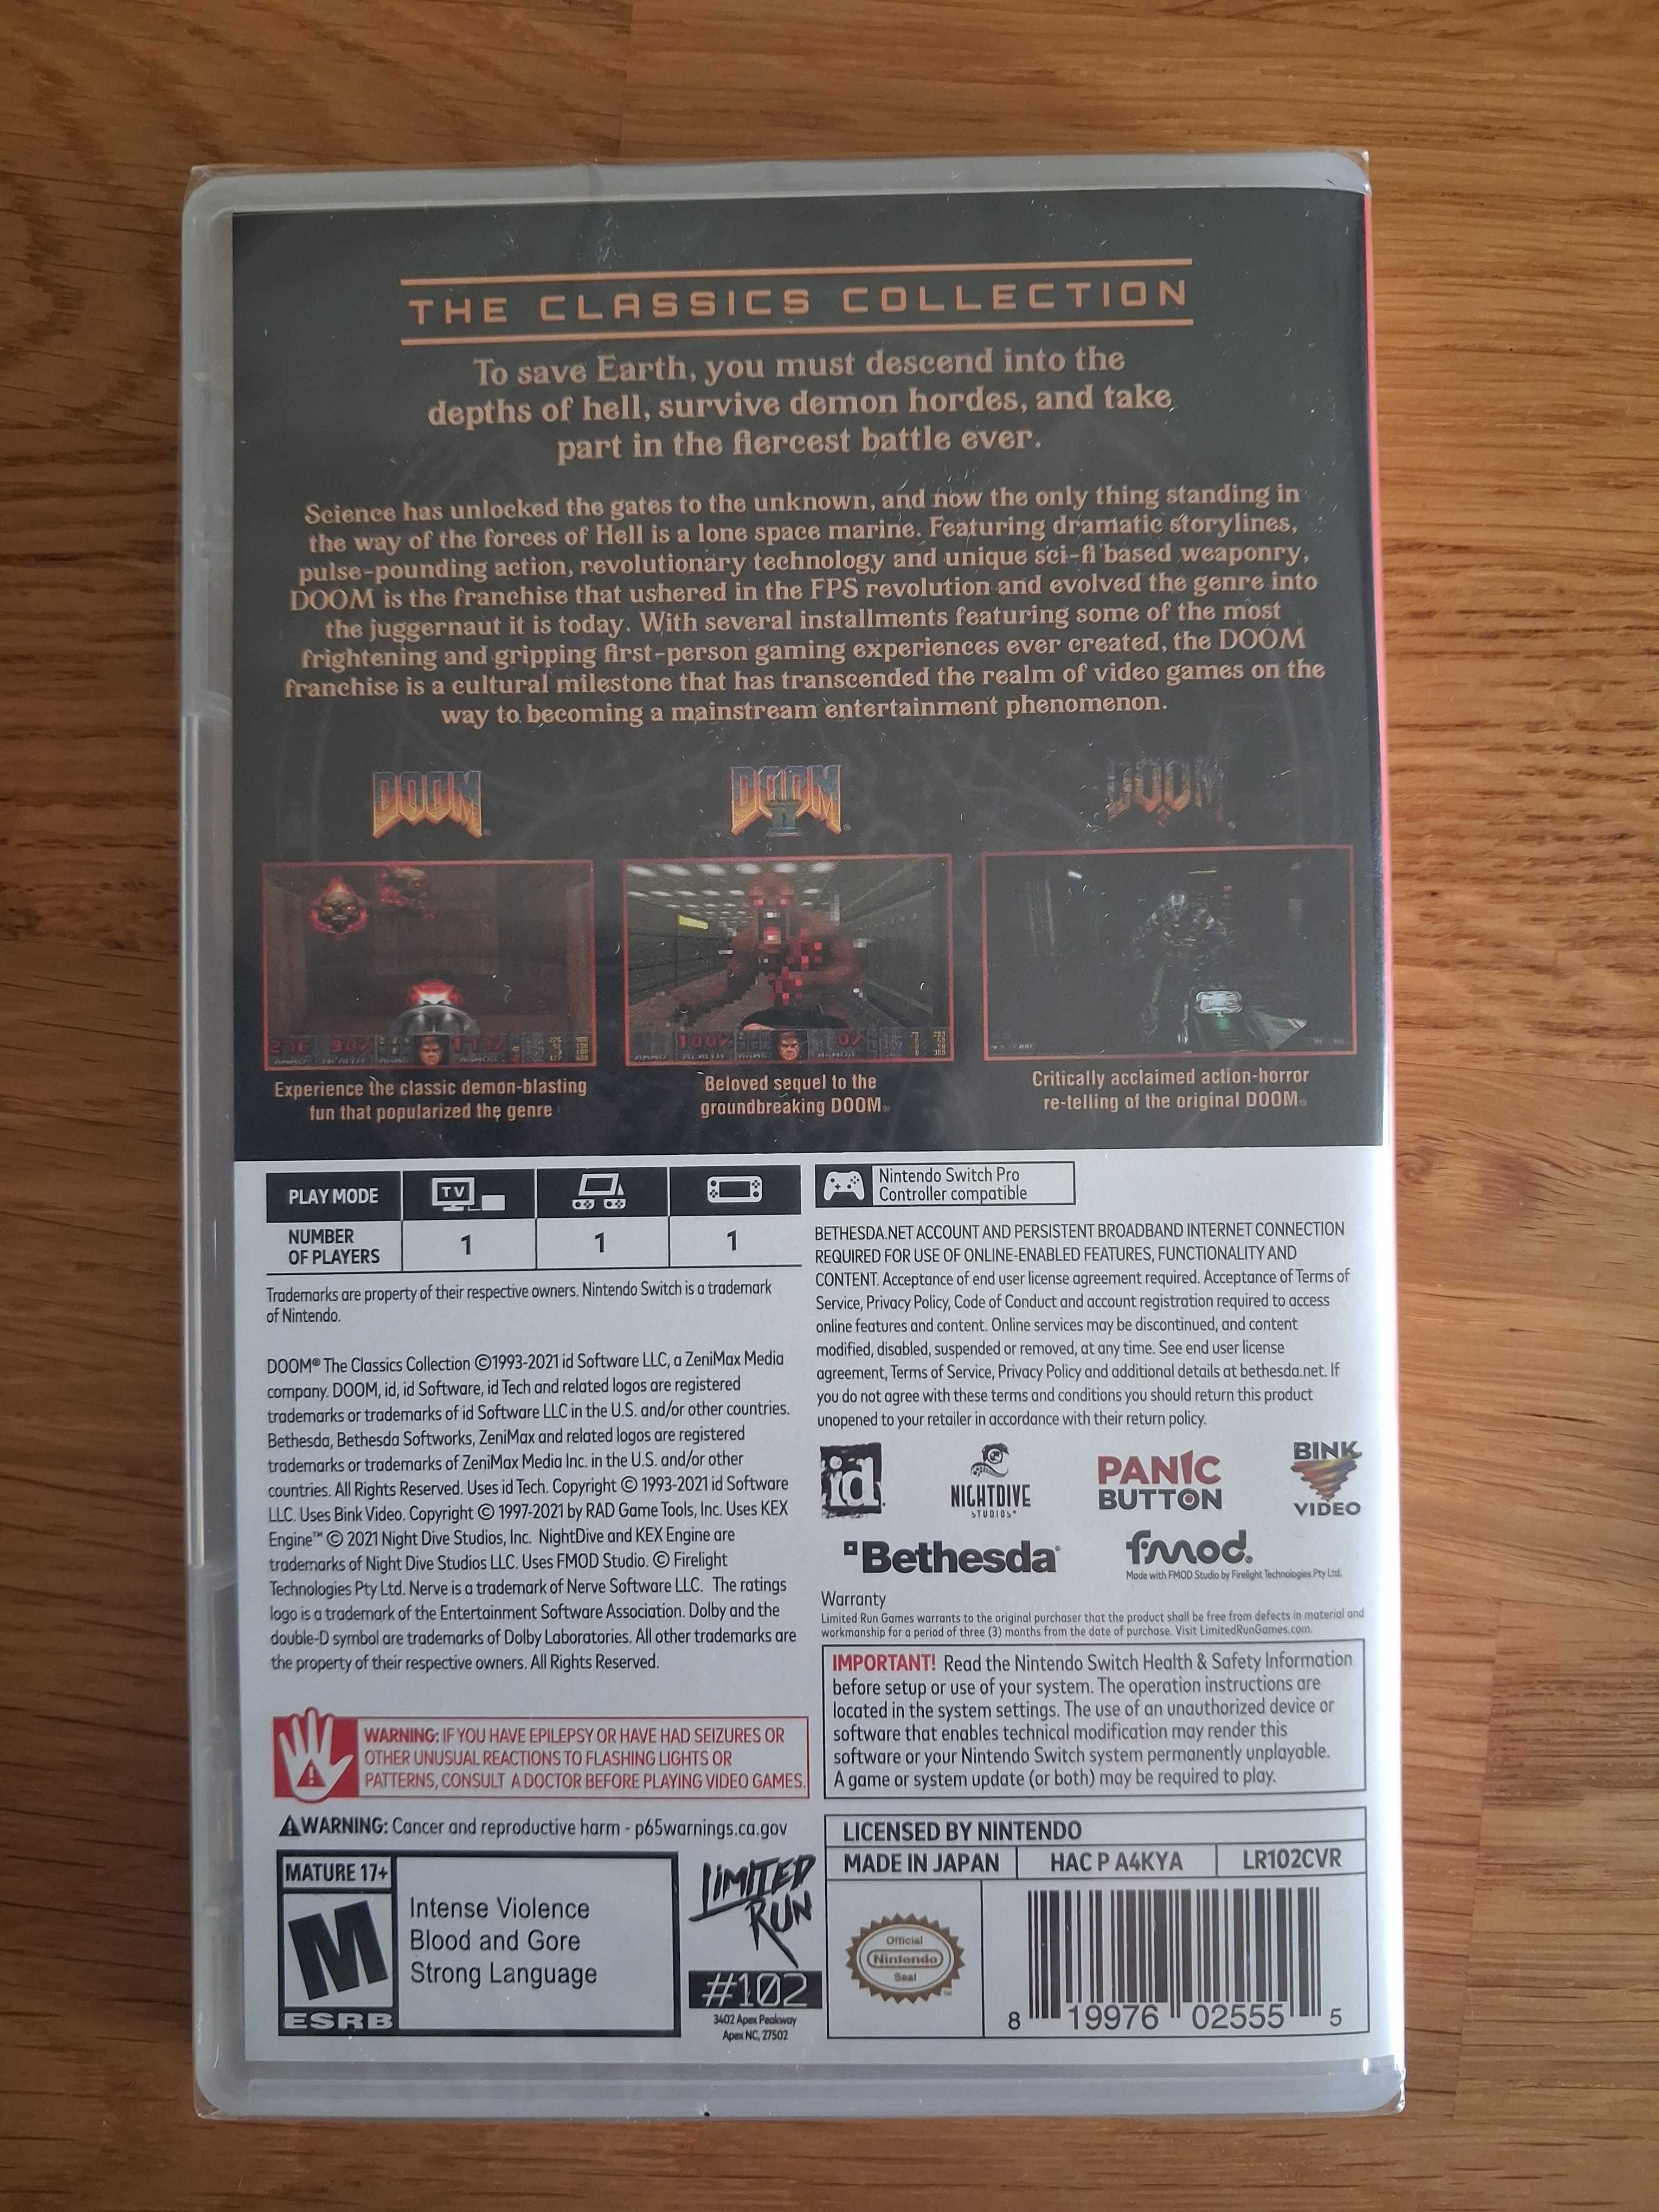 THE CLASSICS COLLECTION
To save Earth, you must descend into the
depths of hell, survive demon hordes, and take
part in the fiercest battle ever.
Science has unlocked the gates to the unknown, and now the only thing standing in
the way of the forces of Hell is a lone space marine. Featuring dramatic storylines,
pulse-pounding action, revolutionary technology and unique sci-fi based weaponry,
DOOM is the franchise that ushered in the FPS revolution and evolved the genre into
the juggernaut it is today. With several installments featuring some of the most
frightening and gripping first-person gaming experiences ever created, the DOOM
franchise is a cultural milestone that has transcended the realm of video games on the
way to becoming a mainstream entertainment phenomenon.
DOOM®
DOOM II®
DOOM 3®
Experience the classic demon-blasting
fun that popularized the genre
Beloved sequel to the
groundbreaking DOOM®
Critically acclaimed action-horror
re-telling of the original DOOM®
PLAY MODE
TV
NUMBER
OF PLAYERS
1
1
1
Trademarks are property of their respective owners. Nintendo Switch is a trademark
of Nintendo.
DOOM® The Classics Collection ©1993-2021 id Software LLC, a ZeniMax Media
company. DOOM, id, id Software, id Tech and related logos are registered
trademarks or trademarks of id Software LLC in the U.S. and/or other countries.
Bethesda, Bethesda Softworks, ZeniMax and related logos are registered
trademarks or trademarks of ZeniMax Media Inc. in the U.S. and/or other
countries. All Rights Reserved. Uses id Tech. Copyright © 1993-2021 id Software
LLC. Uses Bink Video. Copyright © 1997-2021 by RAD Game Tools, Inc. Uses KEX
Engine™ © 2021 Night Dive Studios, Inc. NightDive and KEX Engine are
trademarks of Night Dive Studios LLC. Uses FMOD Studio. © Firelight
Technologies Pty Ltd. Nerve is a trademark of Nerve Software LLC. The ratings
logo is a trademark of the Entertainment Software Association. Dolby and the
double-D symbol are trademarks of Dolby Laboratories. All other trademarks are
the property of their respective owners. All Rights Reserved.
WARNING: IF YOU HAVE EPILEPSY OR HAVE HAD SEIZURES OR
OTHER UNUSUAL REACTIONS TO FLASHING LIGHTS OR
PATTERNS, CONSULT A DOCTOR BEFORE PLAYING VIDEO GAMES.
WARNING: Cancer and reproductive harm - p65warnings.ca.gov
MATURE 17+
M
ESRB
Intense Violence
Blood and Gore
Strong Language
LIMITED
RUN
#102
3402 Apex Peakway
Apex NC, 27502
Nintendo Switch Pro
Controller compatible
BETHESDA.NET ACCOUNT AND PERSISTENT BROADBAND INTERNET CONNECTION
REQUIRED FOR USE OF ONLINE-ENABLED FEATURES, FUNCTIONALITY AND
CONTENT. Acceptance of end user license agreement required. Acceptance of Terms of
Service, Privacy Policy, Code of Conduct and account registration required to access
online features and content. Online services may be discontinued, and content
modified, disabled, suspended or removed, at any time. See end user license
agreement, Terms of Service, Privacy Policy and additional details at bethesda.net. If
you do not agree with these terms and conditions you should return this product
unopened to your retailer in accordance with their return policy.
id
NIGHTDIVE
STUDIOS
PANIC
BUTTON
BINK
VIDEO
Bethesda
fmod.
Made with FMOD Studio by Firelight Technologies Pty Ltd.
Warranty
Limited Run Games warrants to the original purchaser that the product shall be free from defects in material and
workmanship for a period of three (3) months from the date of purchase. Visit LimitedRunGames.com.
IMPORTANT! Read the Nintendo Switch Health & Safety Information
before setup or use of your system. The operation instructions are
located in the system settings. The use of an unauthorized device or
software that enables technical modification may render this
software or your Nintendo Switch system permanently unplayable.
A game or system update (or both) may be required to play.
LICENSED BY NINTENDO
MADE IN JAPAN
HAC P A4KYA
LR102CVR
Official
Nintendo
Seal
8 19976 02555 5